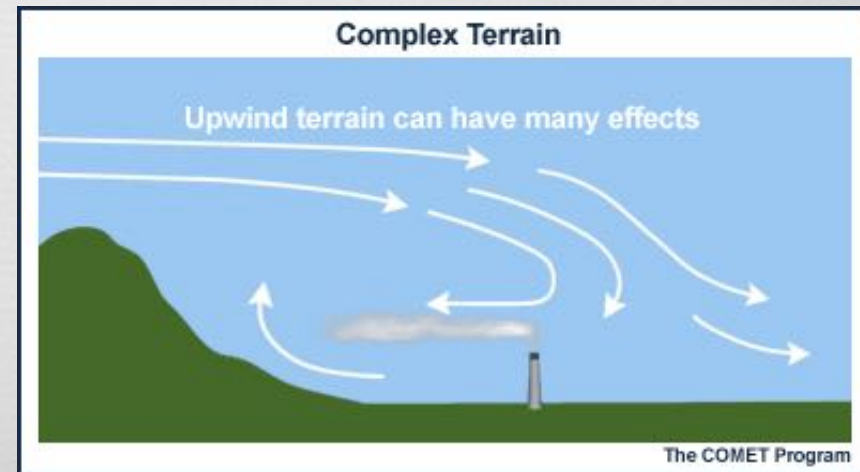 Complex Terrain
Upwind terrain can have many effects
The COMET Program